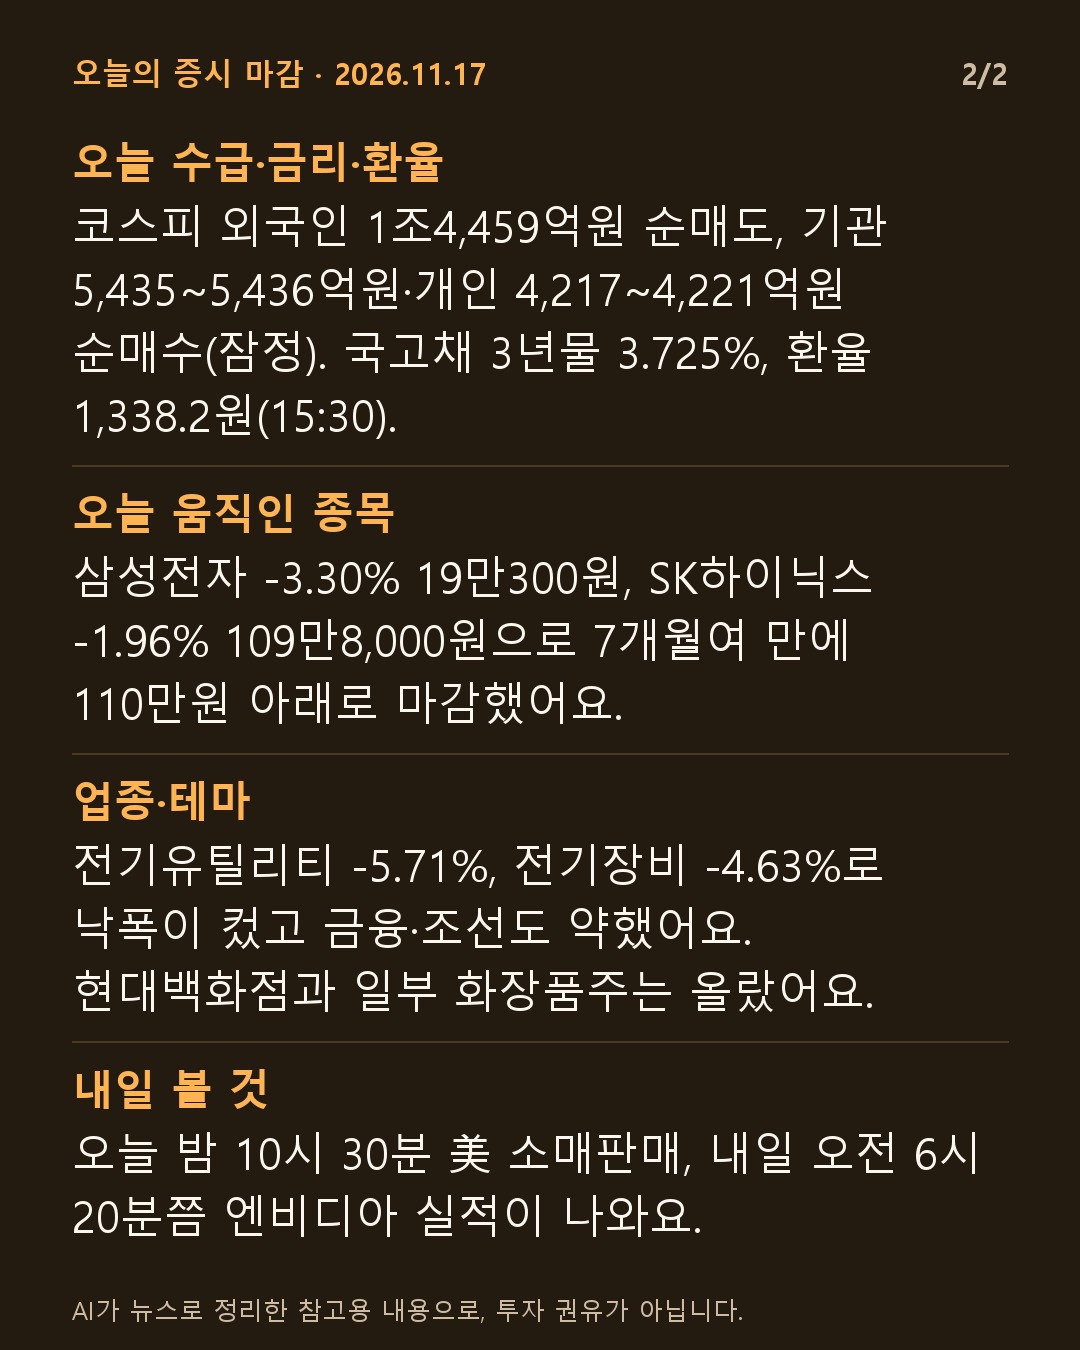 오늘의 증시 마감 · 2026.11.17
2/2
오늘 수급·금리·환율
코스피 외국인 1조4,459억원 순매도, 기관
5,435~5,436억원·개인 4,217~4,221억원
순매수(잠정). 국고채 3년물 3.725%, 환율
1,338.2원(15:30).
오늘 움직인 종목
삼성전자 -3.30% 19만300원, SK하이닉스
-1.96% 109만8,000원으로 7개월여 만에
110만원 아래로 마감했어요.
업종·테마
전기유틸리티 -5.71%, 전기장비 -4.63%로
낙폭이 컸고 금융·조선도 약했어요.
현대백화점과 일부 화장품주는 올랐어요.
내일 볼 것
오늘 밤 10시 30분 美 소매판매, 내일 오전 6시
20분쯤 엔비디아 실적이 나와요.
AI가 뉴스로 정리한 참고용 내용으로, 투자 권유가 아닙니다.